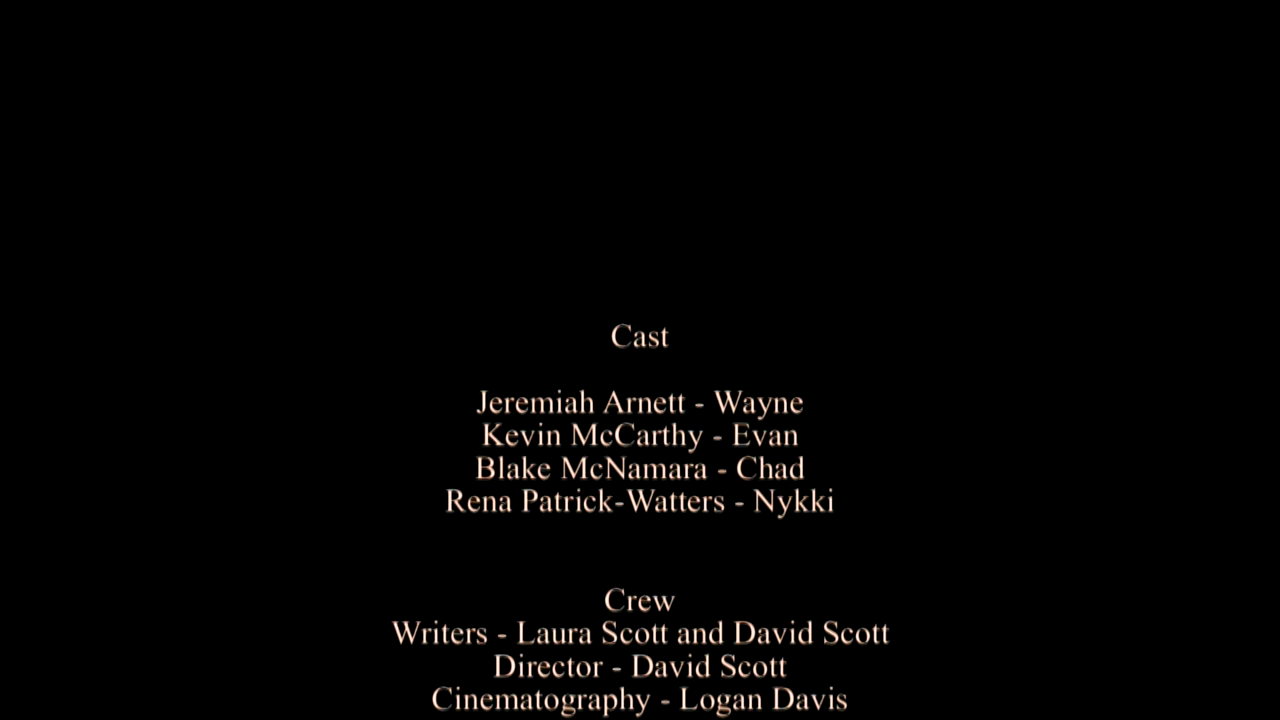 Cast
Jeremiah Arnett - Wayne
Kevin McCarthy - Evan
Blake McNamara - Chad
Rena Patrick-Watters - Nykki
Crew
Writers - Laura Scott and David Scott
Director - David Scott
Cinematography - Logan Davis